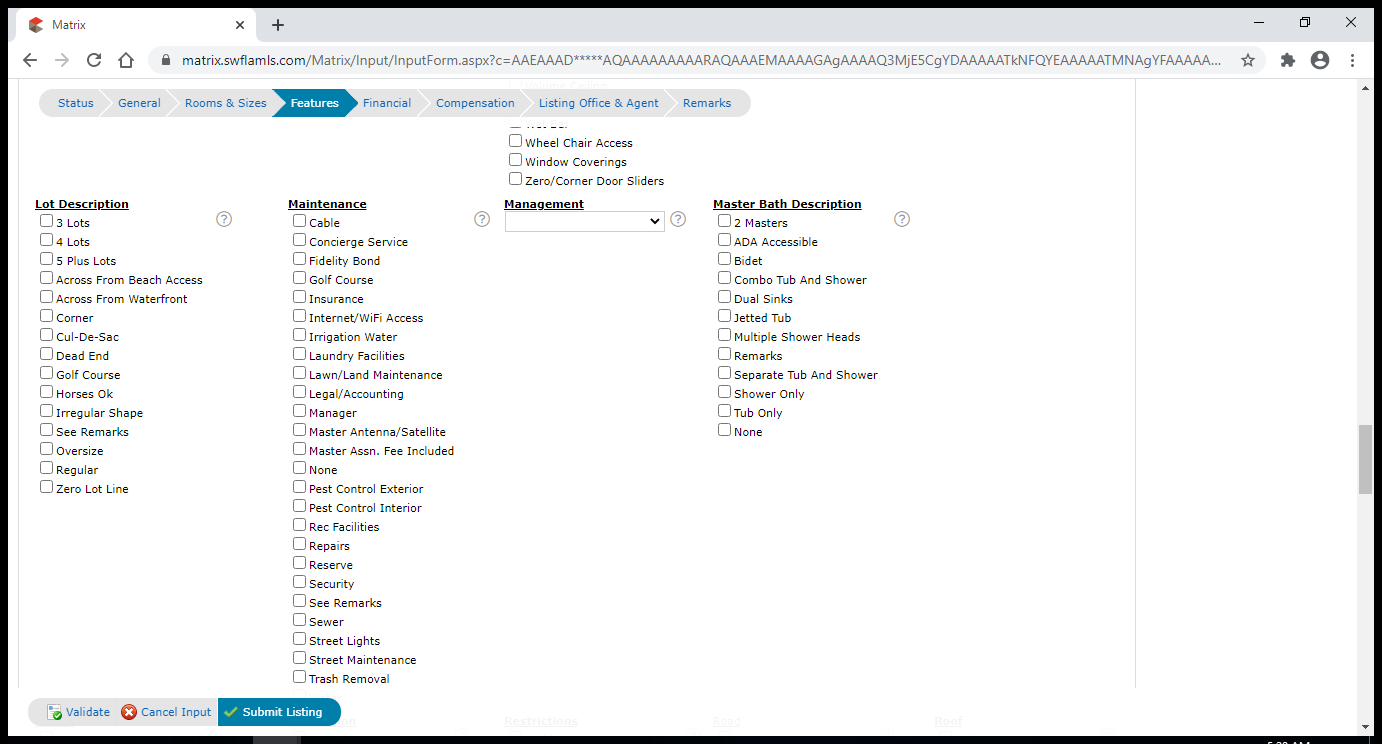 Matrix
matrix.swflamls.com/Matrix/Input/InputForm.aspx?c=AAEAAAD*****AQAAAAAAAAARAQAAAEMAAAAGAgAAAAQ3MjE5CgYDAAAAATkNFQYEAAAAATMNAgYFAAAAA...
Status
General
Rooms & Sizes
Features
Financial
Compensation
Listing Office & Agent
Remarks
Wheel Chair Access
Window Coverings
Zero/Corner Door Sliders
Lot Description
3 Lots
4 Lots
5 Plus Lots
Across From Beach Access
Across From Waterfront
Corner
Cul-De-Sac
Dead End
Golf Course
Horses Ok
Irregular Shape
See Remarks
Oversize
Regular
Zero Lot Line
Maintenance
Cable
Concierge Service
Fidelity Bond
Golf Course
Insurance
Internet/WiFi Access
Irrigation Water
Laundry Facilities
Lawn/Land Maintenance
Legal/Accounting
Manager
Master Antenna/Satellite
Master Assn. Fee Included
None
Pest Control Exterior
Pest Control Interior
Rec Facilities
Repairs
Reserve
Security
See Remarks
Sewer
Street Lights
Street Maintenance
Trash Removal
Management
Master Bath Description
2 Masters
ADA Accessible
Bidet
Combo Tub And Shower
Dual Sinks
Jetted Tub
Multiple Shower Heads
Remarks
Separate Tub And Shower
Shower Only
Tub Only
None
Validate
Cancel Input
Submit Listing
Restrictions
Road
Roof